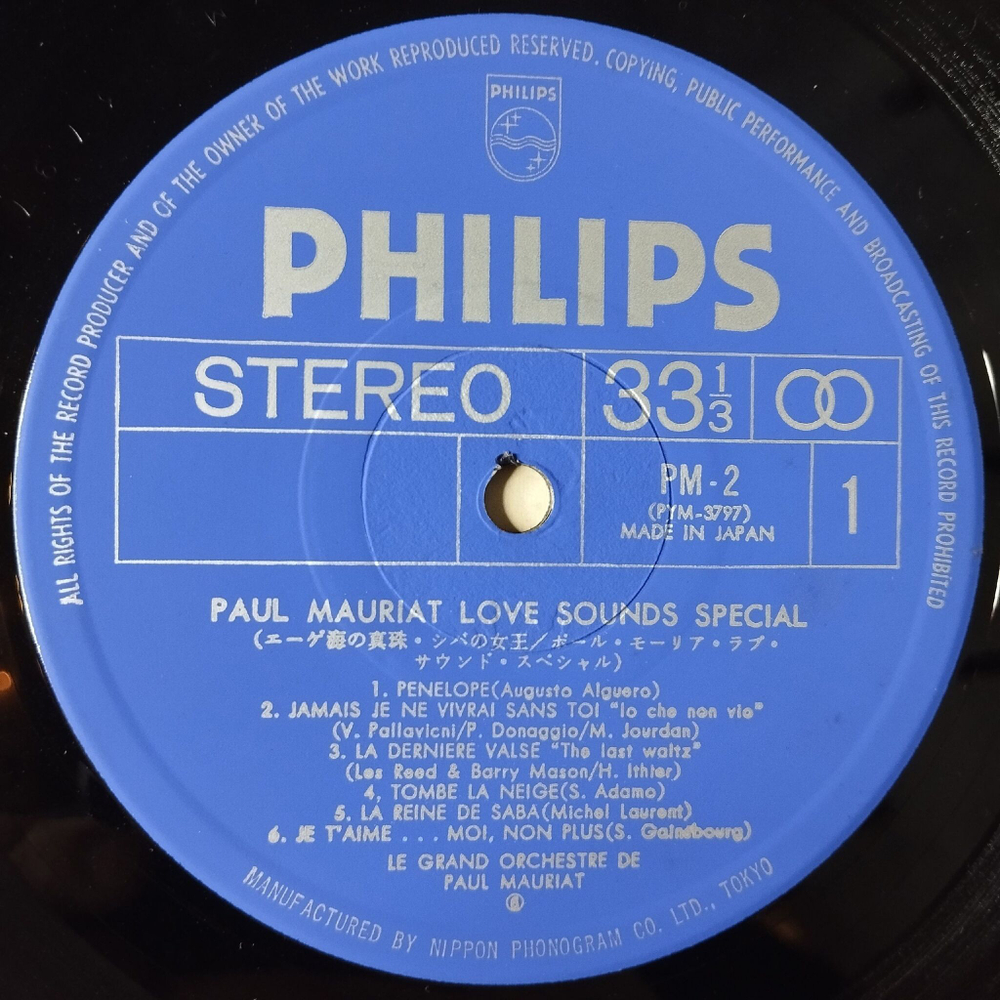 ALL RIGHTS OF THE RECORD PRODUCER AND OF THE OWNER OF THE WORK REPRODUCED RESERVED. COPYING, PUBLIC PERFORMANCE AND BROADCASTING OF THIS RECORD PROHIBITED
PHILIPS
PHILIPS
STEREO 33 1/3
PM-2
(PYM-3797)
MADE IN JAPAN
1
PAUL MAURIAT LOVE SOUNDS SPECIAL
(エーゲ海の真珠・シバの女王/ポール・モーリア・ラブ・
サウンド・スペシャル)
1. PENELOPE(Augusto Alguero)
2. JAMAIS JE NE VIVRAI SANS TOI "Io che non vio"
(V. Pallavicni/P. Donaggio/M. Jourdan)
3. LA DERNIERE VALSE "The last waltz"
(Les Reed & Barry Mason/H. Ithier)
4, TOMBE LA NEIGE(S. Adamo)
5. LA REINE DE SABA(Michel Laurent)
6. JE T'AIME . . . MOI, NON PLUS(S. Gainsbourg)
LE GRAND ORCHESTRE DE
PAUL MAURIAT
MANUFACTURED BY NIPPON PHONOGRAM CO. LTD., TOKYO